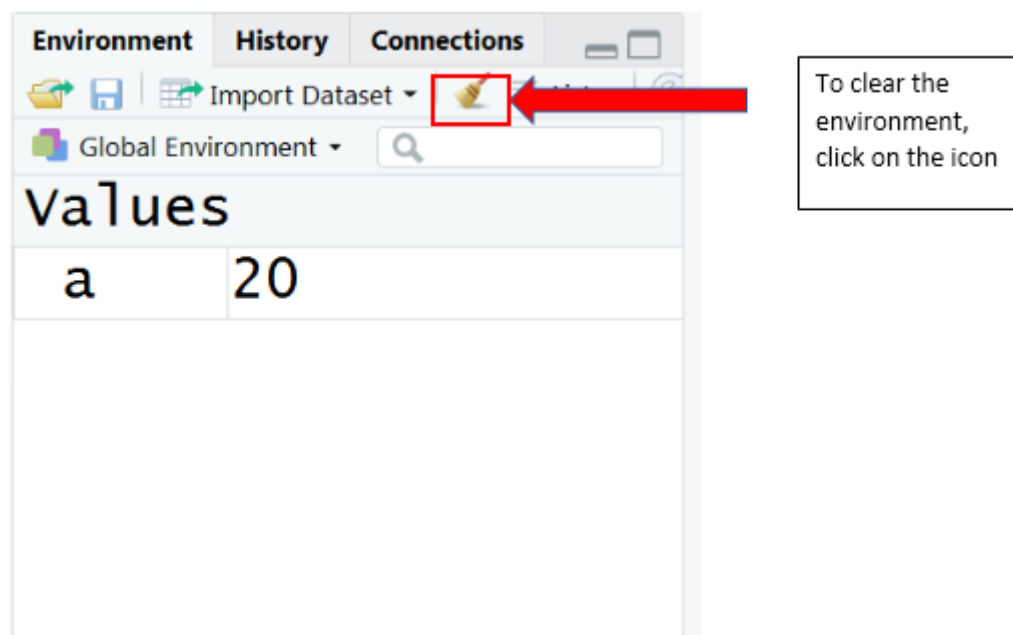 Environment History Connections
Import Dataset
Global Environment
Values
a 20
To clear the
environment,
click on the icon